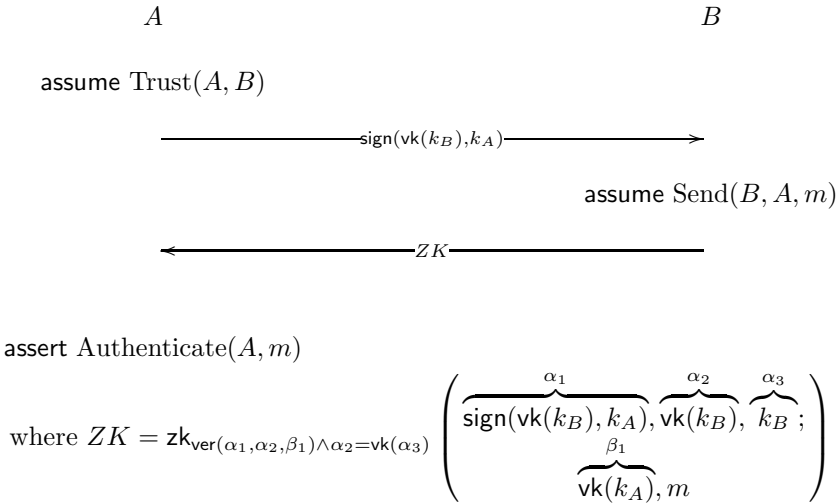 A B
assume Trust(A, B)
sign(vk(k_B),k_A)
assume Send(B, A, m)
ZK
assert Authenticate(A, m)
α_1 α_2 α_3
where ZK = zk_{ver(α_1,α_2,β_1)∧α_2=vk(α_3)} ( sign(vk(k_B), k_A), vk(k_B), k_B ;
β_1
vk(k_A), m )